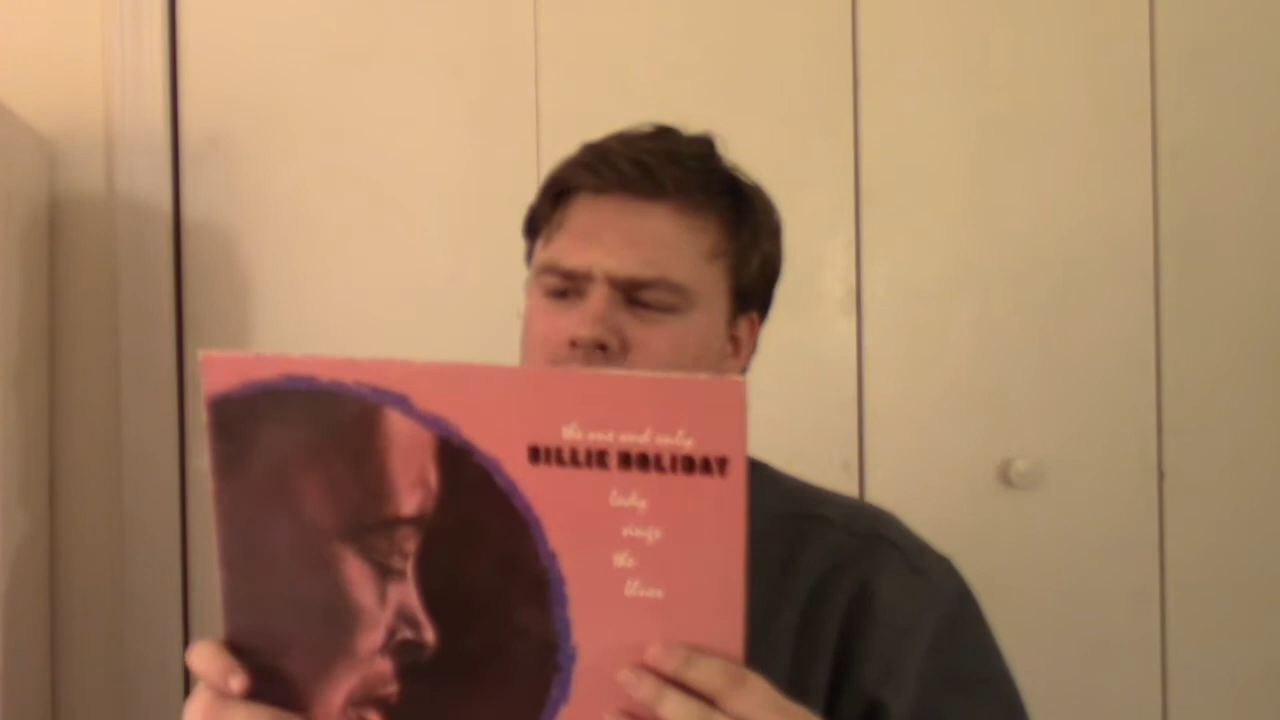 the one and only
BILLIE HOLIDAY
lady
sings
the
blues